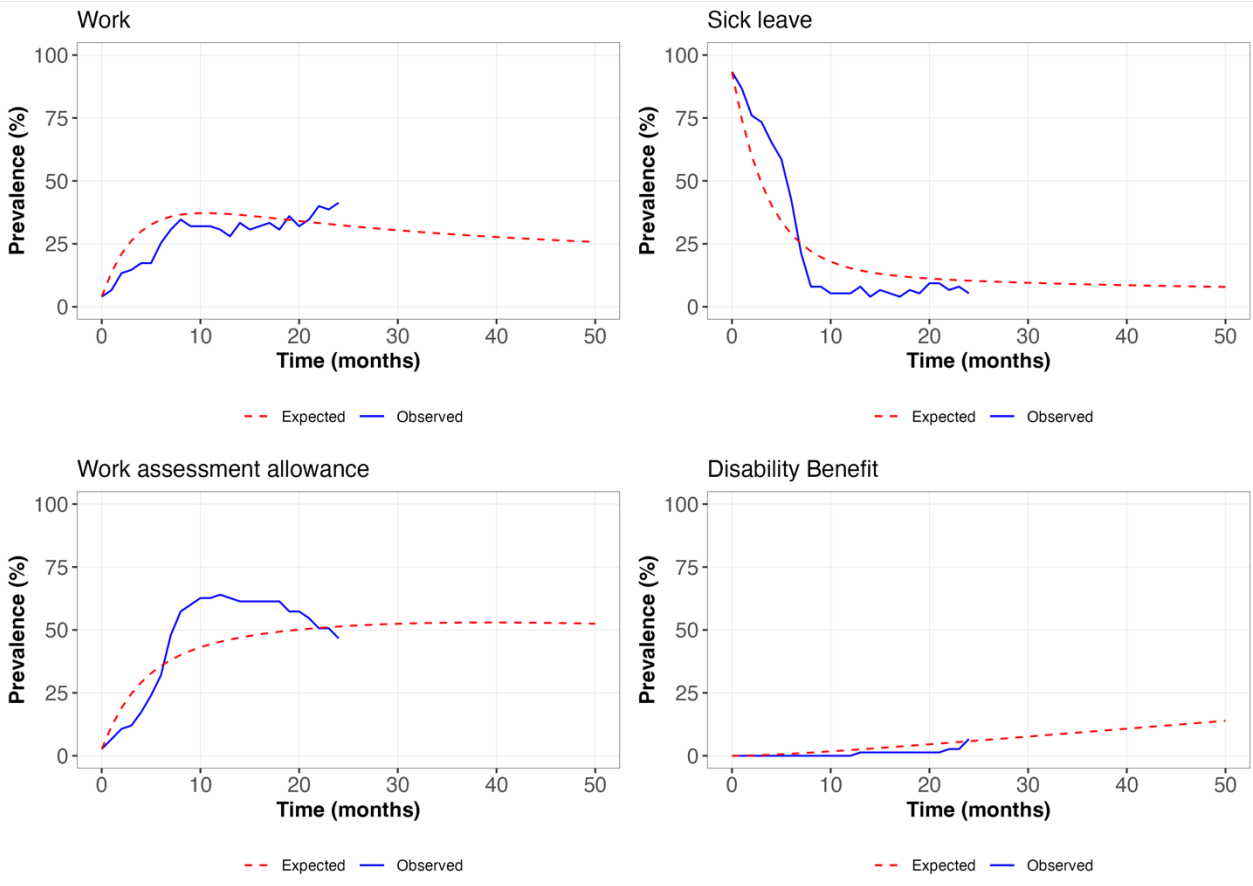 Work
Prevalence (%)
100
75
50
25
0
0 10 20 30 40 50
Time (months)
Expected Observed
Sick leave
Prevalence (%)
100
75
50
25
0
0 10 20 30 40 50
Time (months)
Expected Observed
Work assessment allowance
Prevalence (%)
100
75
50
25
0
0 10 20 30 40 50
Time (months)
Expected Observed
Disability Benefit
Prevalence (%)
100
75
50
25
0
0 10 20 30 40 50
Time (months)
Expected Observed